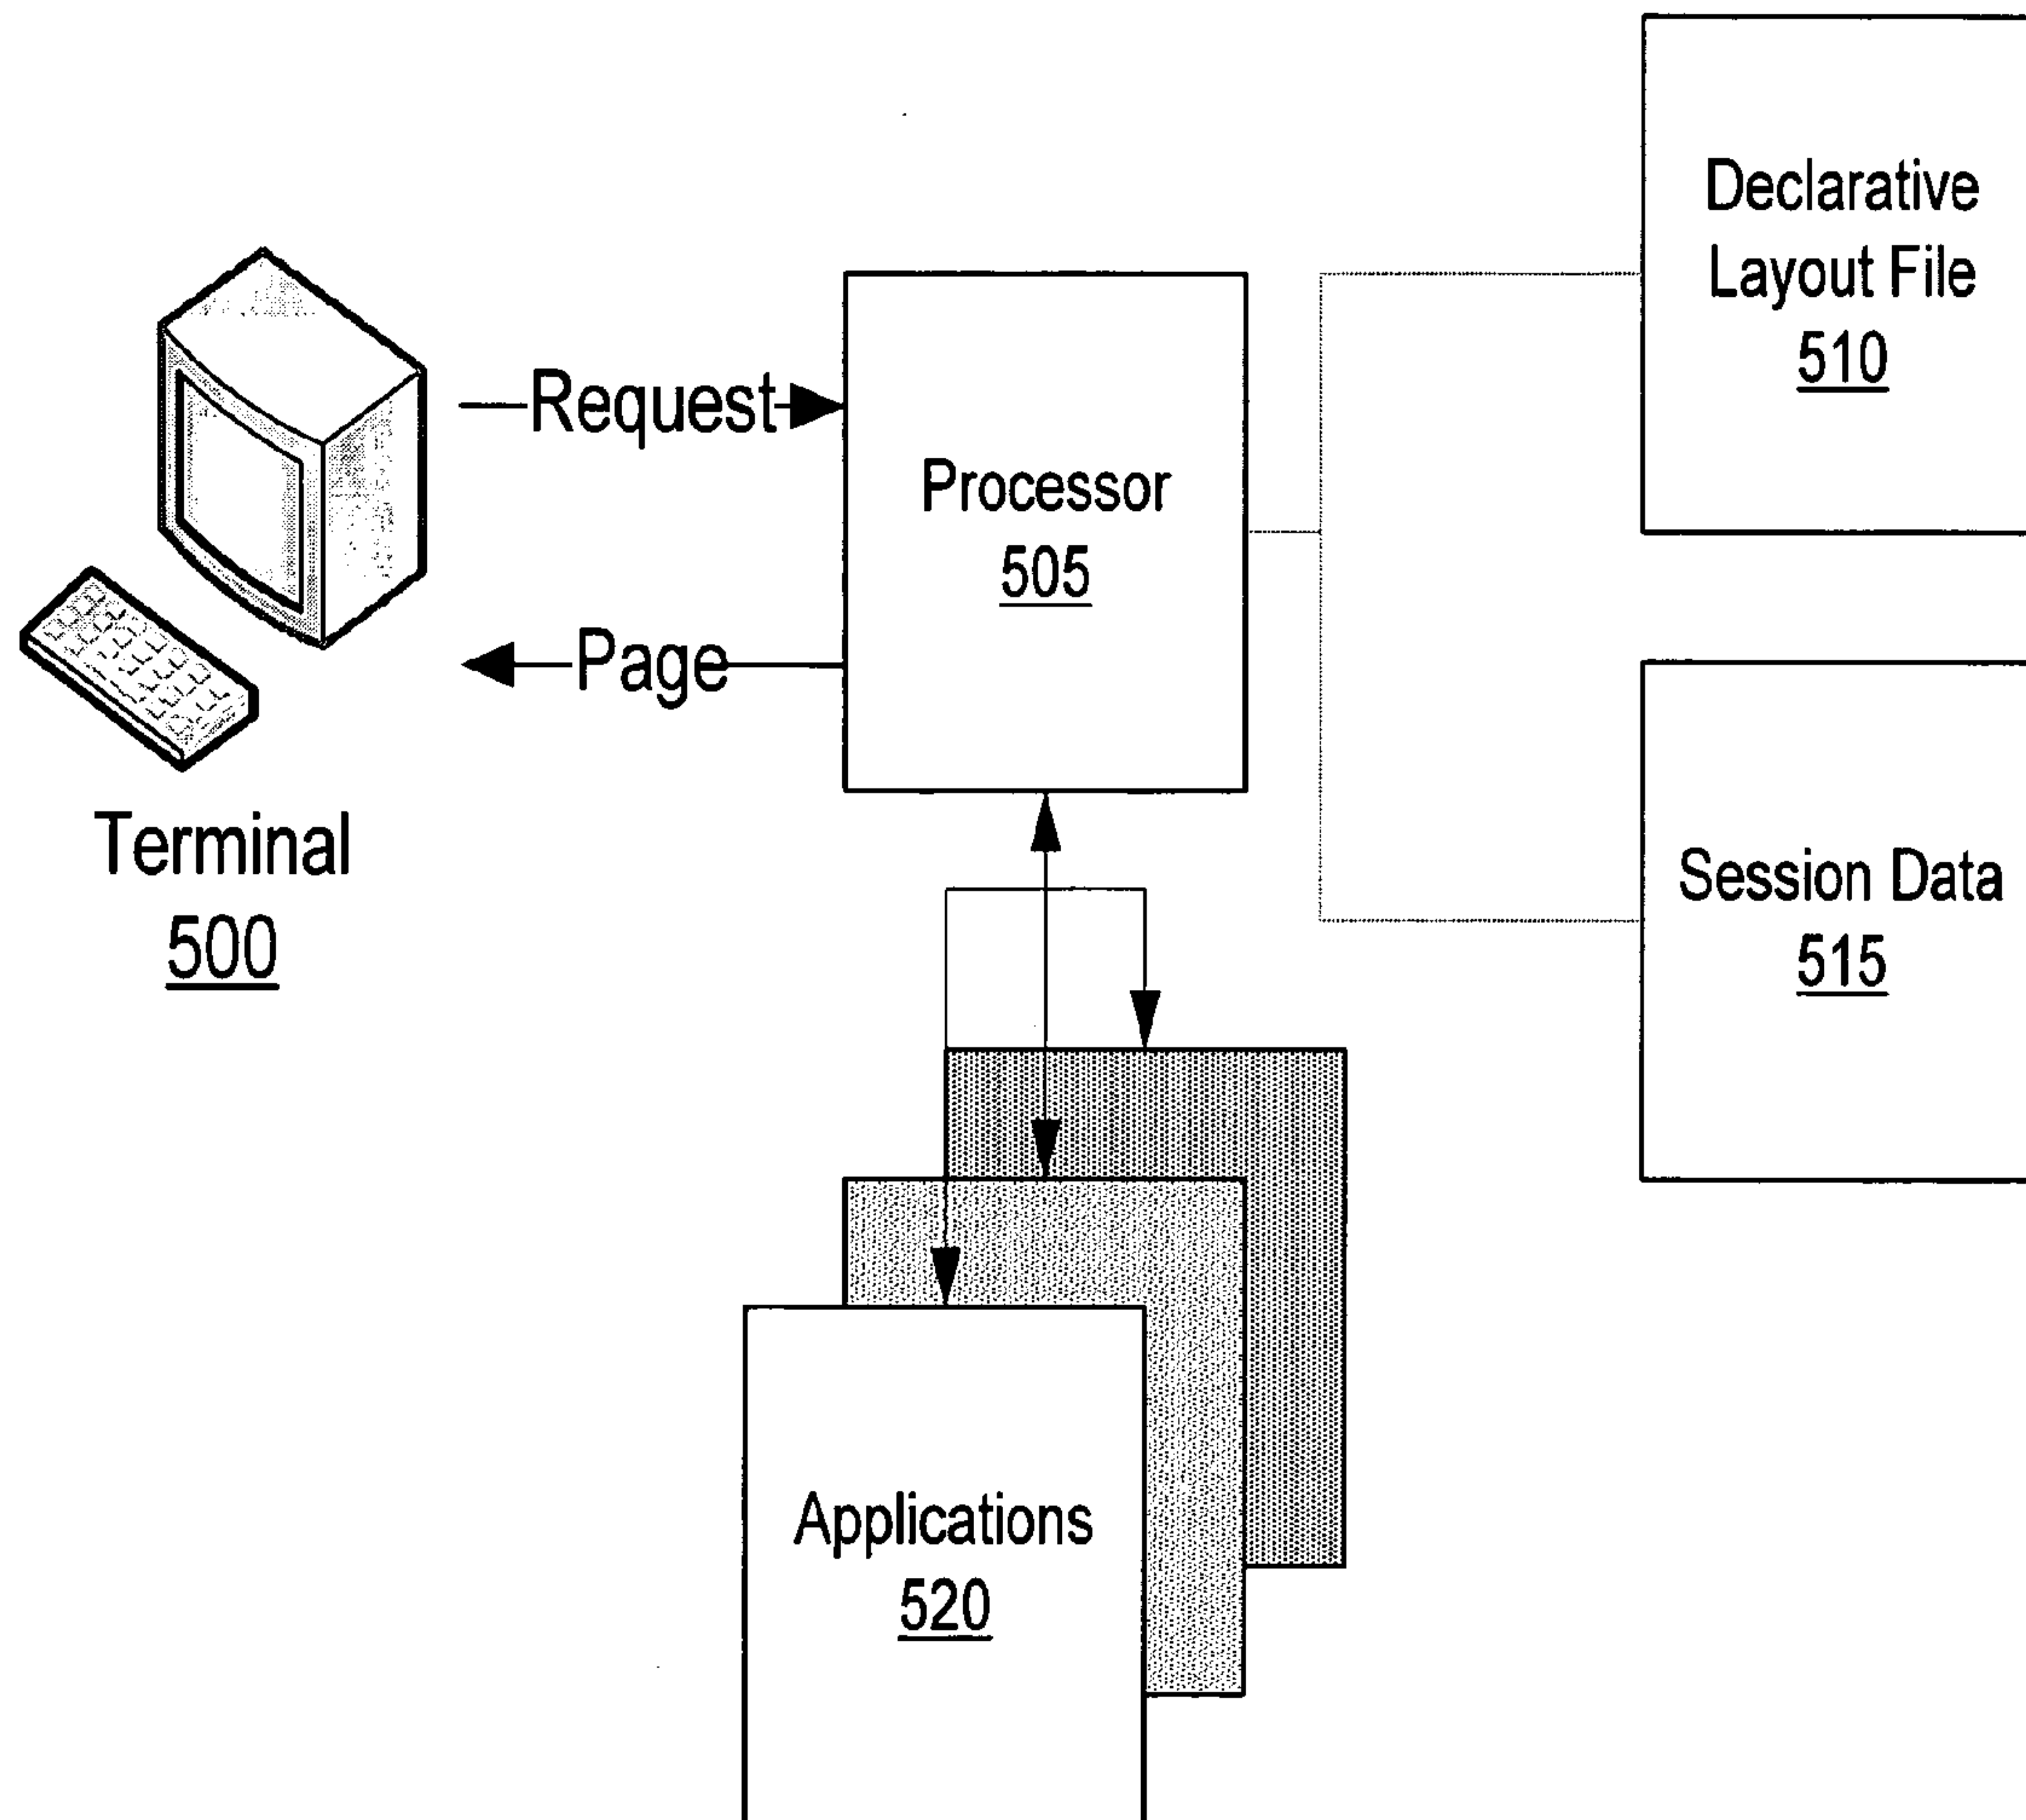 Declarative
Layout File
510
Request
Processor
505
Page
Terminal
500
Session Data
515
Applications
520